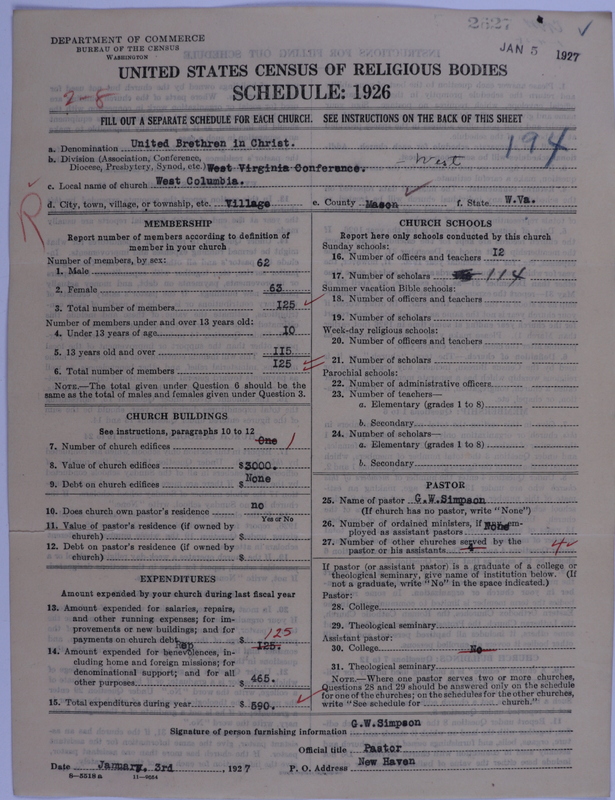 2627
JAN 5 1927
DEPARTMENT OF COMMERCE
BUREAU OF THE CENSUS
WASHINGTON
UNITED STATES CENSUS OF RELIGIOUS BODIES
2-8
SCHEDULE: 1926
FILL OUT A SEPARATE SCHEDULE FOR EACH CHURCH. SEE INSTRUCTIONS ON THE BACK OF THIS SHEET
194
a. Denomination United Brethren in Christ.
b. Division (Association, Conference,
Diocese, Presbytery, Synod, etc.) West Virginia Conference. - West
c. Local name of church West Columbia.
d. City, town, village, or township, etc. Village e. County Mason f. State W.Va.
R
MEMBERSHIP
Report number of members according to definition of
member in your church
Number of members, by sex:
1. Male 62
2. Female 63
3. Total number of members 125
Number of members under and over 13 years old:
4. Under 13 years of age 10
5. 13 years old and over 115
6. Total number of members 125
NOTE.—The total given under Question 6 should be the
same as the total of males and females given under Question 3.
CHURCH BUILDINGS
See instructions, paragraphs 10 to 12
7. Number of church edifices One 1
8. Value of church edifices $3000.
9. Debt on church edifices $ None
10. Does church own pastor's residence no
Yes or No
11. Value of pastor's residence (if owned by
church) $
12. Debt on pastor's residence (if owned by
church) $
EXPENDITURES
Amount expended by your church during last fiscal year
13. Amount expended for salaries, repairs,
and other running expenses; for im-
provements or new buildings; and for
payments on church debt $ 125
Rep 125.
14. Amount expended for benevolences, in-
cluding home and foreign missions; for
denominational support; and for all
other purposes $ 465.
15. Total expenditures during year $ 590.
CHURCH SCHOOLS
Report here only schools conducted by this church
Sunday schools:
16. Number of officers and teachers 12
17. Number of scholars 114
Summer vacation Bible schools:
18. Number of officers and teachers
19. Number of scholars
Week-day religious schools:
20. Number of officers and teachers
21. Number of scholars
Parochial schools:
22. Number of administrative officers
23. Number of teachers—
a. Elementary (grades 1 to 8)
b. Secondary
24. Number of scholars—
a. Elementary (grades 1 to 8)
b. Secondary
PASTOR
25. Name of pastor G.W.Simpson
(If church has no pastor, write "None")
26. Number of ordained ministers, if any, em-
ployed as assistant pastors None
27. Number of other churches served by the
pastor or his assistants 4 4
If pastor (or assistant pastor) is a graduate of a college or
theological seminary, give name of institution below. (If
not a graduate, write "No" in the space indicated.)
Pastor:
28. College
29. Theological seminary
Assistant pastor:
30. College No
31. Theological seminary
NOTE.—Where one pastor serves two or more churches,
Questions 28 and 29 should be answered only on the schedule
for one of the churches; on the schedules for the other churches,
write "See schedule for church."
Signature of person furnishing information G.W.Simpson
Official title Pastor
Date January, 3rd, 1927 P. O. Address New Haven
8—5518a 11—9564